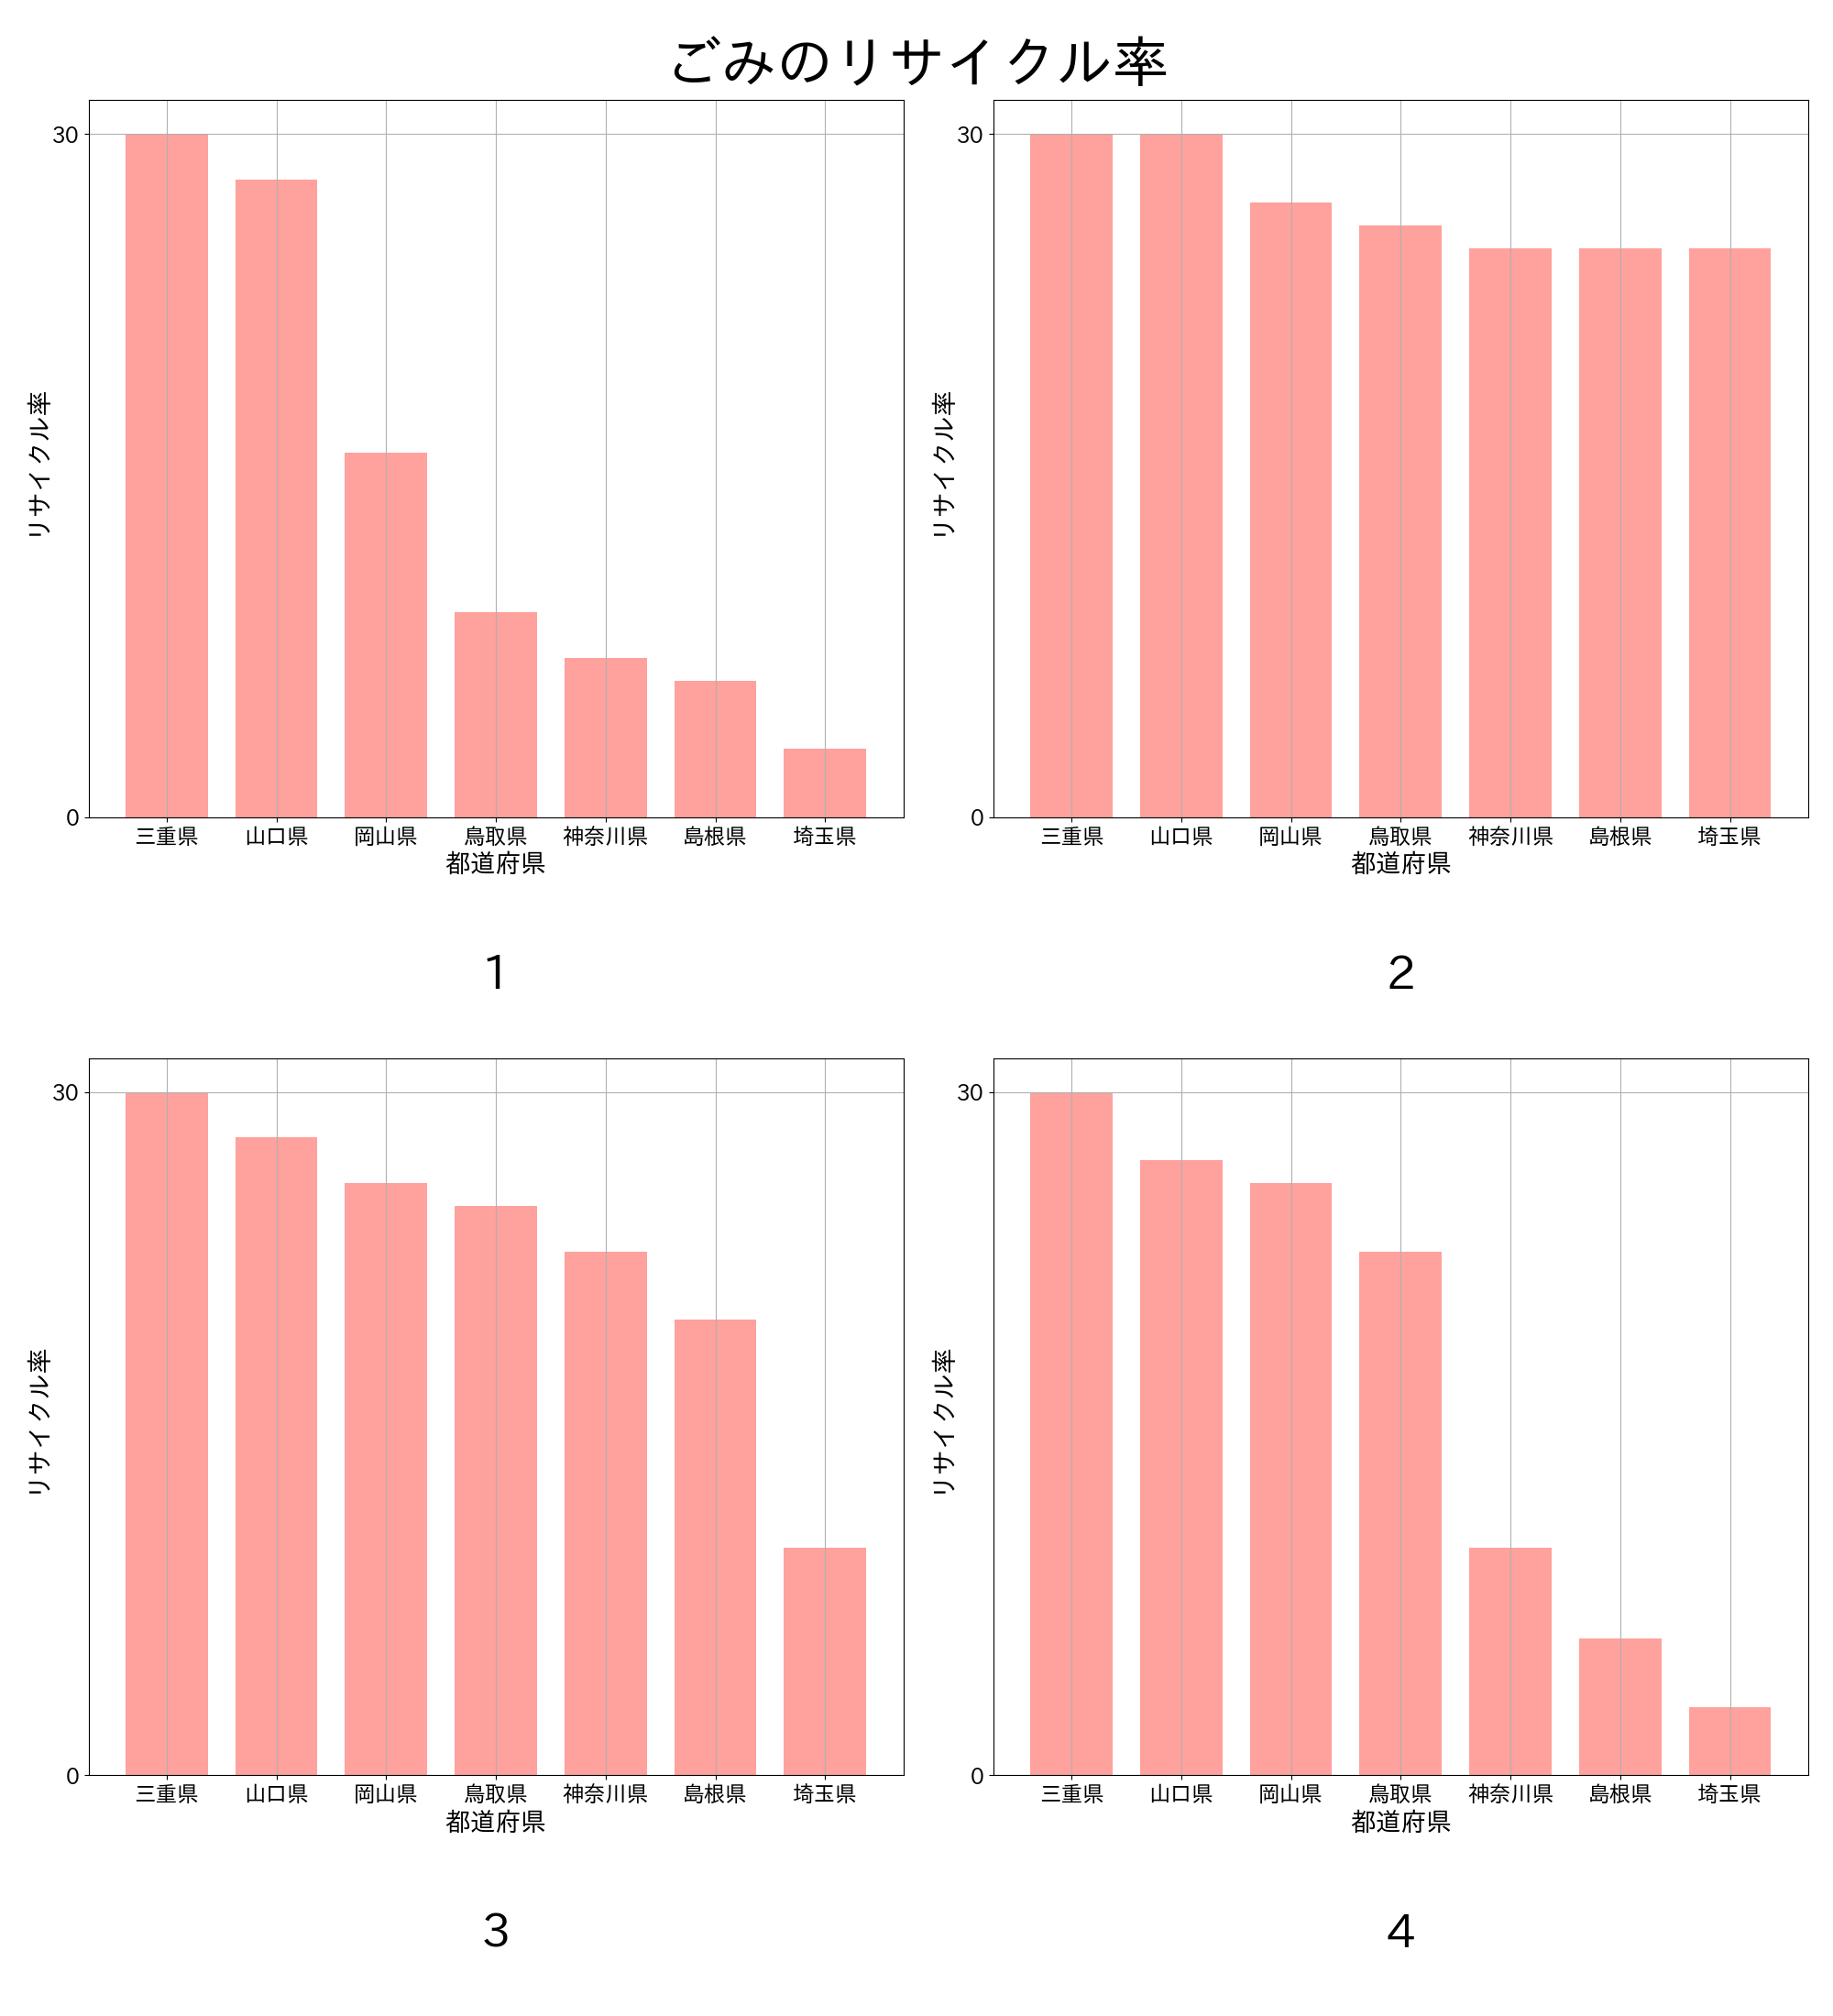 ごみのリサイクル率
30
リサイクル率
0
三重県 山口県 岡山県 鳥取県 神奈川県 島根県 埼玉県
都道府県
1
30
リサイクル率
0
三重県 山口県 岡山県 鳥取県 神奈川県 島根県 埼玉県
都道府県
2
30
リサイクル率
0
三重県 山口県 岡山県 鳥取県 神奈川県 島根県 埼玉県
都道府県
3
30
リサイクル率
0
三重県 山口県 岡山県 鳥取県 神奈川県 島根県 埼玉県
都道府県
4